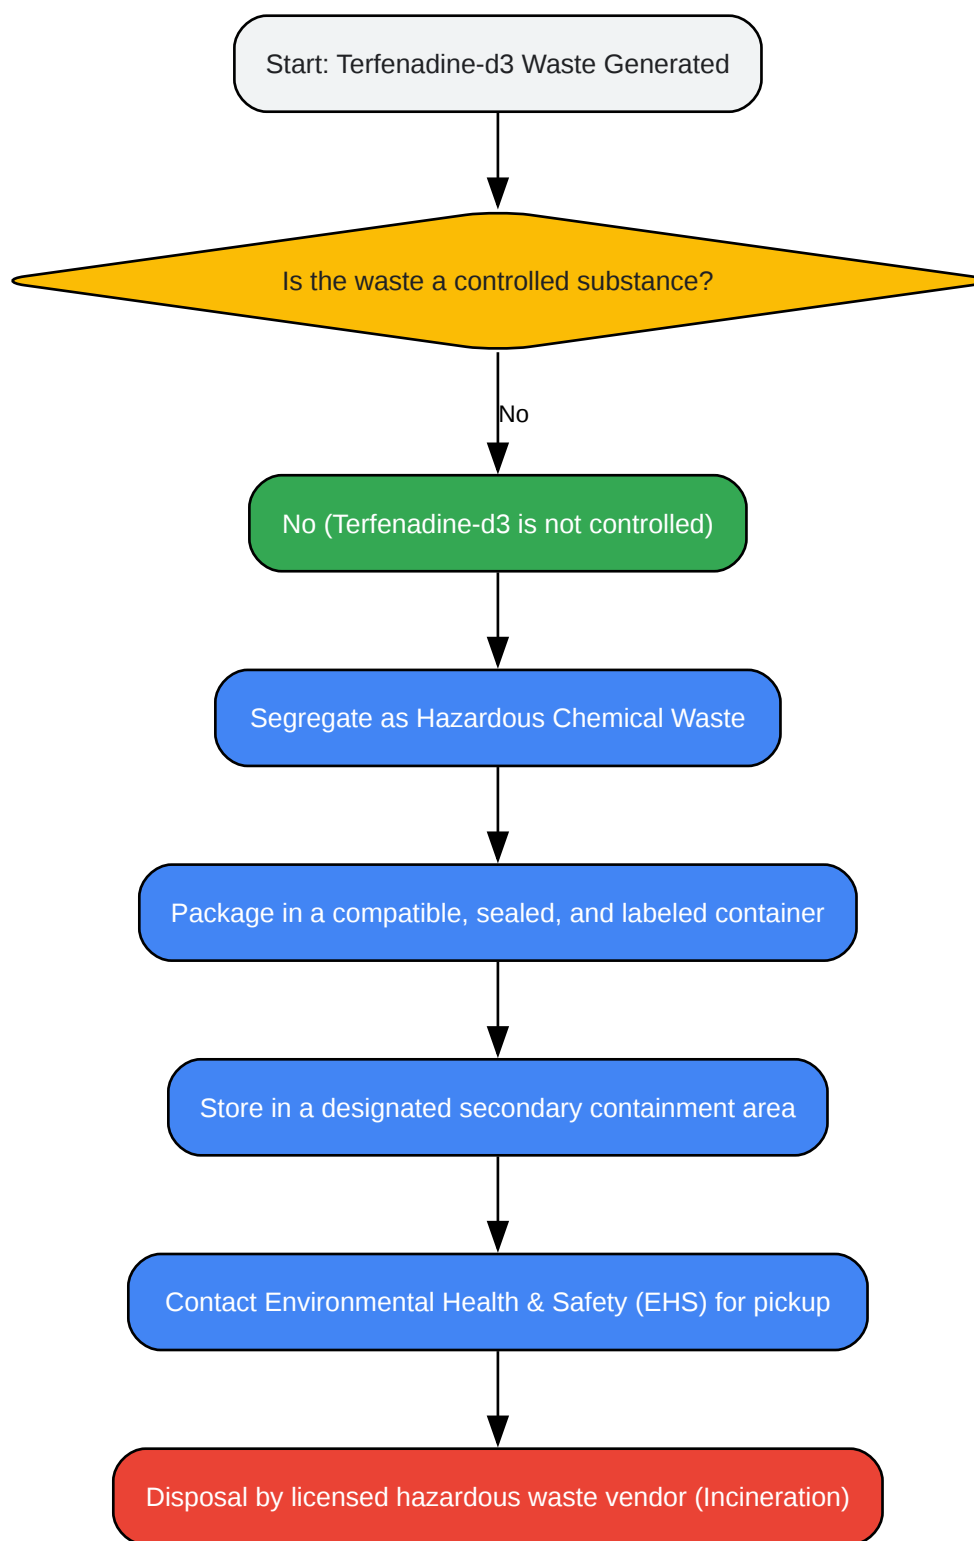 Start: Terfenadine-d3 Waste Generated
Is the waste a controlled substance?
No
No (Terfenadine-d3 is not controlled)
Segregate as Hazardous Chemical Waste
Package in a compatible, sealed, and labeled container
Store in a designated secondary containment area
Contact Environmental Health & Safety (EHS) for pickup
Disposal by licensed hazardous waste vendor (Incineration)